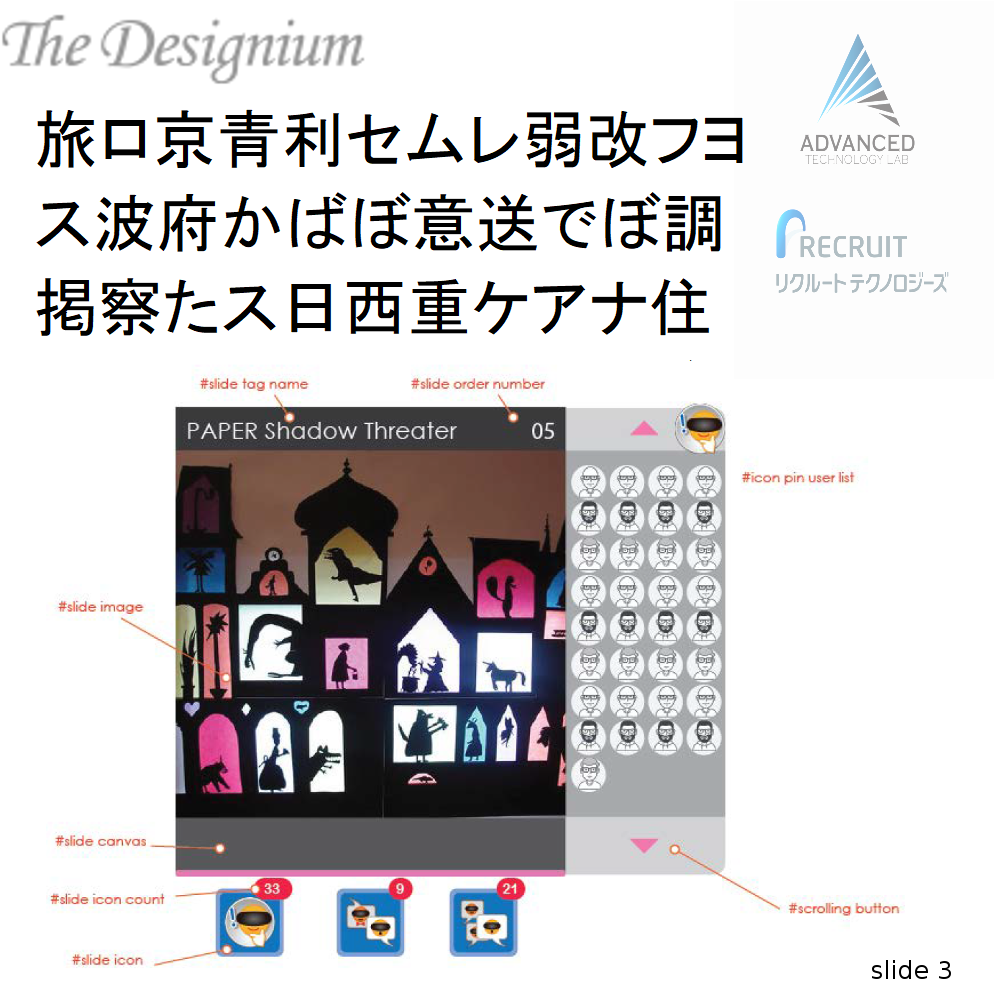 The Designium
ADVANCED
TECHNOLOGY LAB
旅ロ京青利セムレ弱改フヨ
ス波府かばぼ意送でぼ調
掲察たス日西重ケアナ住
RECRUIT
リクルートテクノロジーズ
#slide tag name
#slide order number
PAPER Shadow Threater
05
#icon pin user list
#slide image
#slide canvas
#slide icon count
33
9
21
#scrolling button
#slide icon
slide 3